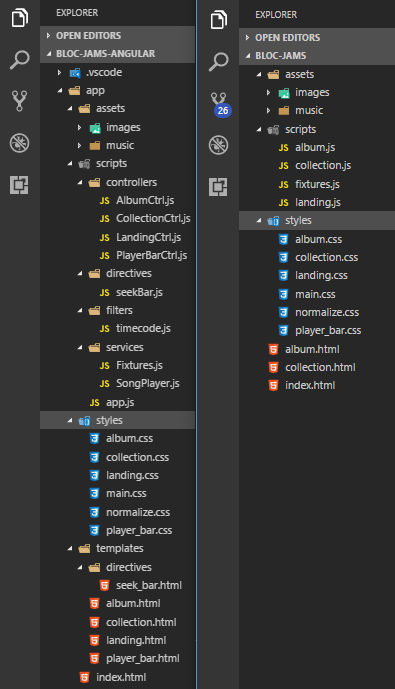 EXPLORER
OPEN EDITORS
BLOC-JAMS-ANGULAR
.vscode
app
assets
images
music
scripts
controllers
JS AlbumCtrl.js
JS CollectionCtrl.js
JS LandingCtrl.js
JS PlayerBarCtrl.js
directives
JS seekBar.js
filters
JS timecode.js
services
JS Fixtures.js
JS SongPlayer.js
JS app.js
styles
album.css
collection.css
landing.css
main.css
normalize.css
player_bar.css
templates
directives
seek_bar.html
album.html
collection.html
landing.html
player_bar.html
index.html
26
EXPLORER
OPEN EDITORS
BLOC-JAMS
assets
images
music
scripts
JS album.js
JS collection.js
JS fixtures.js
JS landing.js
styles
album.css
collection.css
landing.css
main.css
normalize.css
player_bar.css
album.html
collection.html
index.html